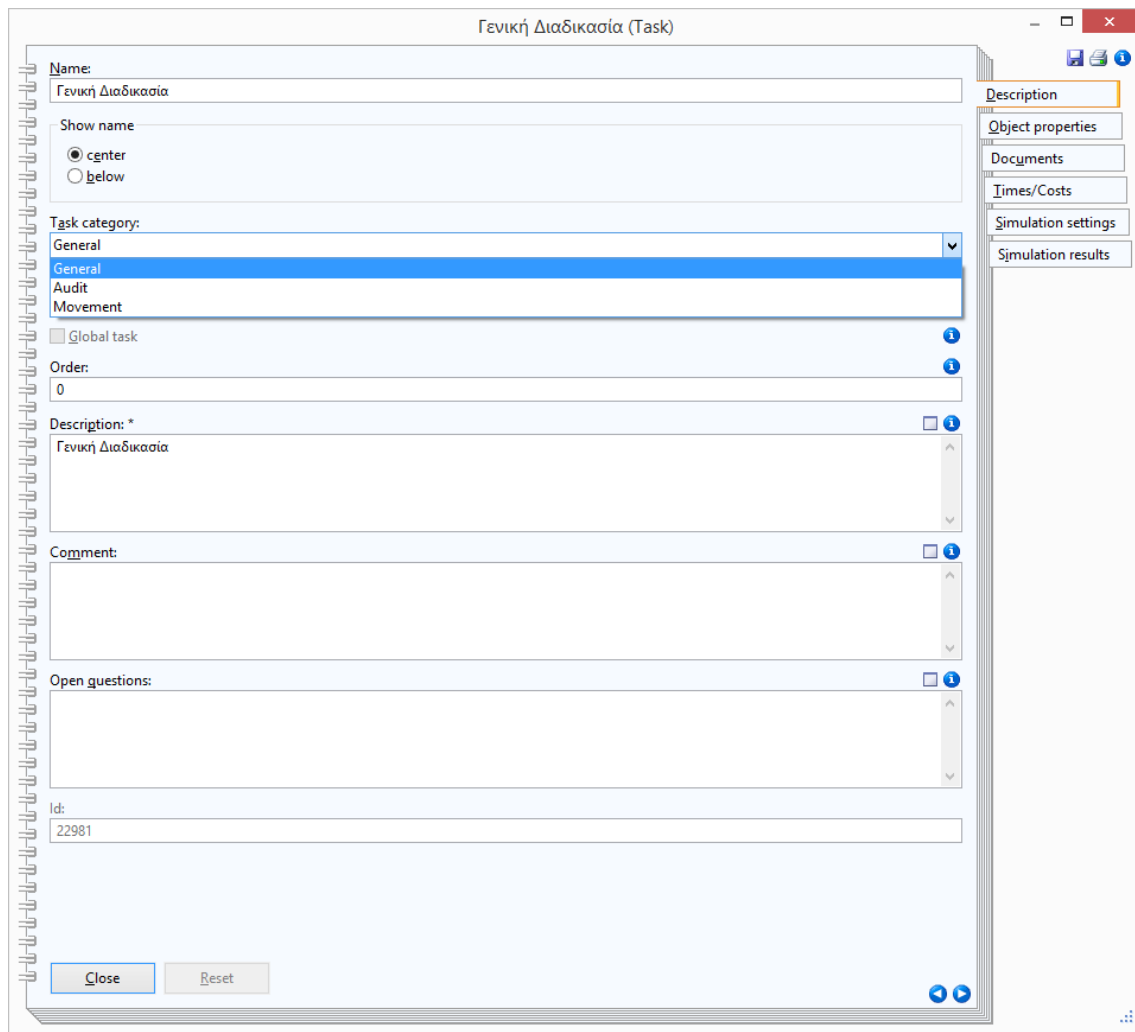 Γενική Διαδικασία (Task)
Name:
Γενική Διαδικασία
Show name
center
below
Task category:
General
General
Audit
Movement
Global task
Order:
0
Description: *
Γενική Διαδικασία
Comment:
Open questions:
Id:
22981
Close
Reset
Description
Object properties
Documents
Times/Costs
Simulation settings
Simulation results